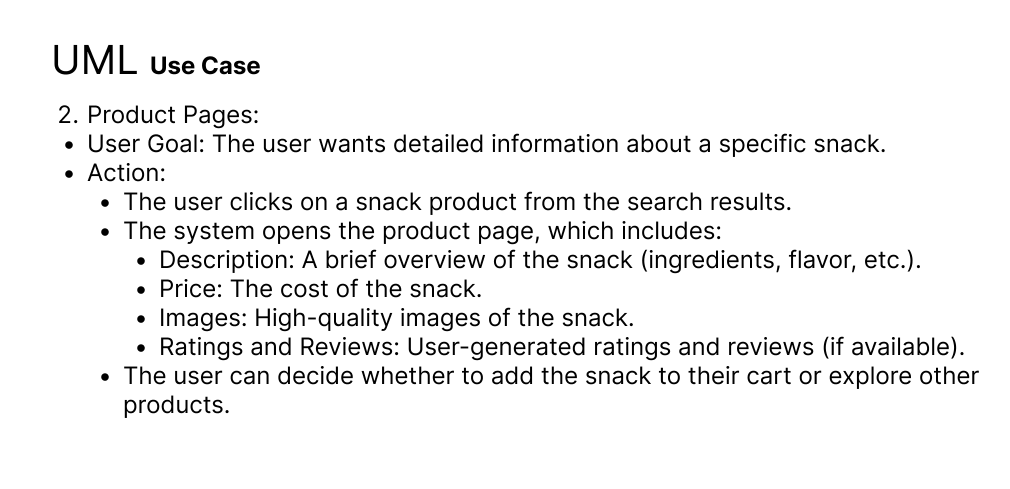 UML Use Case
2. Product Pages:
• User Goal: The user wants detailed information about a specific snack.
• Action:
• The user clicks on a snack product from the search results.
• The system opens the product page, which includes:
• Description: A brief overview of the snack (ingredients, flavor, etc.).
• Price: The cost of the snack.
• Images: High-quality images of the snack.
• Ratings and Reviews: User-generated ratings and reviews (if available).
• The user can decide whether to add the snack to their cart or explore other
products.